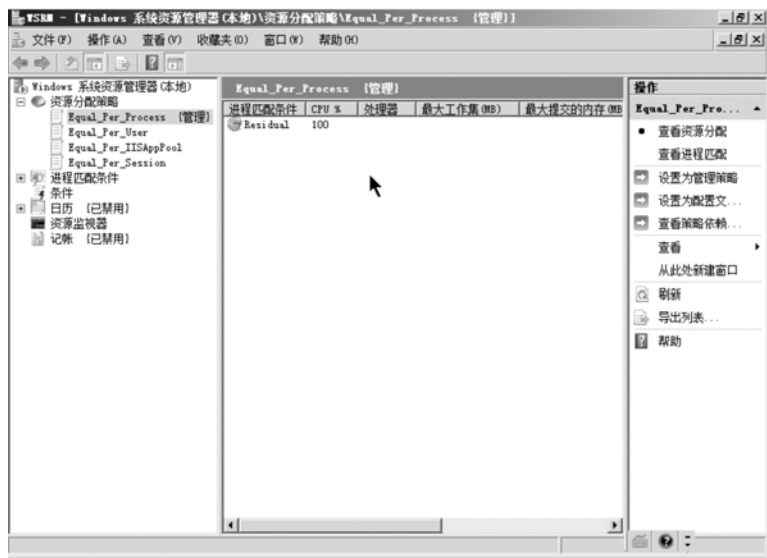 WSRM - [Windows 系统资源管理器(本地)\资源分配策略\Equal_Per_Process {管理}]
文件(F) 操作(A) 查看(V) 收藏夹(O) 窗口(W) 帮助(H)
Windows 系统资源管理器(本地)
资源分配策略
Equal_Per_Process {管理}
Equal_Per_User
Equal_Per_IISAppPool
Equal_Per_Session
进程匹配条件
条件
日历 {已禁用}
资源监视器
记帐 {已禁用}
Equal_Per_Process {管理}
进程匹配条件 CPU % 处理器 最大工作集(MB) 最大提交的内存(MB
Residual 100
操作
Equal_Per_Pro...
查看资源分配
查看进程匹配
设置为管理策略
设置为配置文...
查看策略依赖...
查看
从此处新建窗口
刷新
导出列表...
帮助